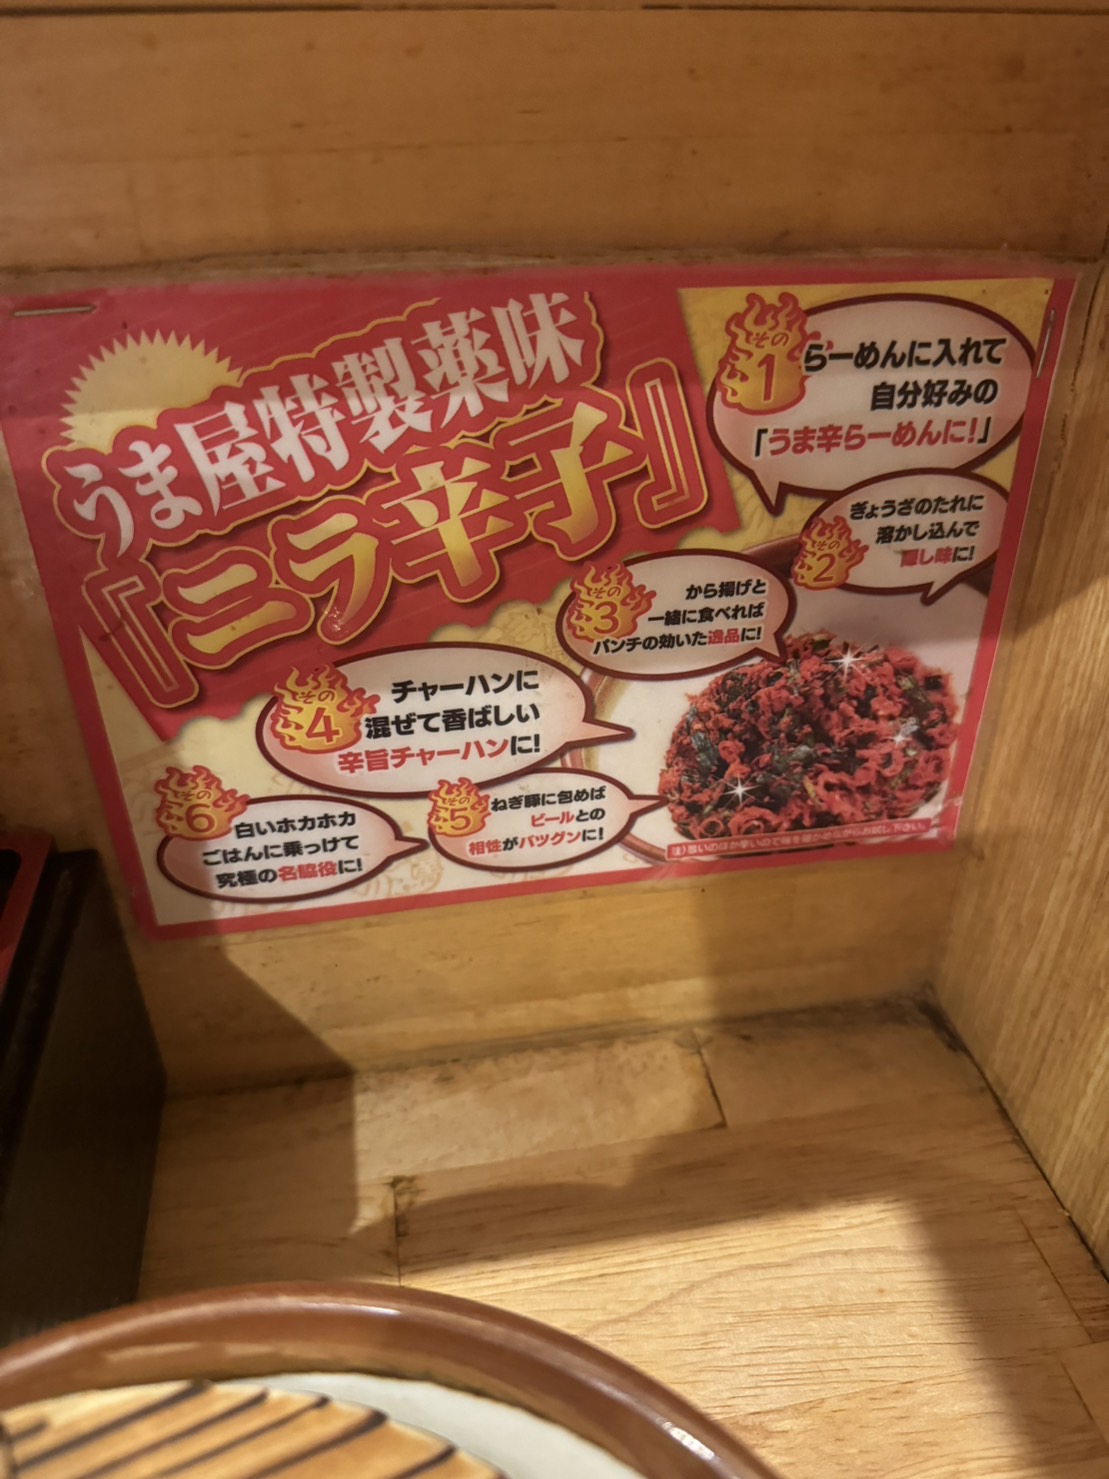 うま屋特製薬味
『ニラ辛子』
その1
らーめんに入れて
自分好みの
「うま辛らーめんに!」
その2
ぎょうざのたれに
溶かし込んで
隠し味に!
その3
から揚げと
一緒に食べれば
パンチの効いた逸品に!
その4
チャーハンに
混ぜて香ばしい
辛旨チャーハンに!
その5
ねぎ豚に包めば
ビールとの
相性がバツグンに!
その6
白いホカホカ
ごはんに乗っけて
究極の名脇役に!